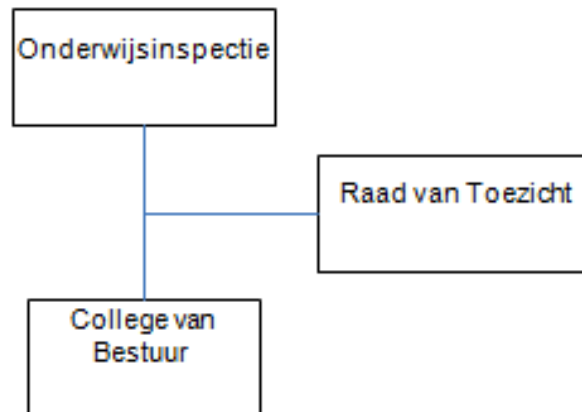 Onderwijsinspectie
Raad van Toezicht
College van
Bestuur